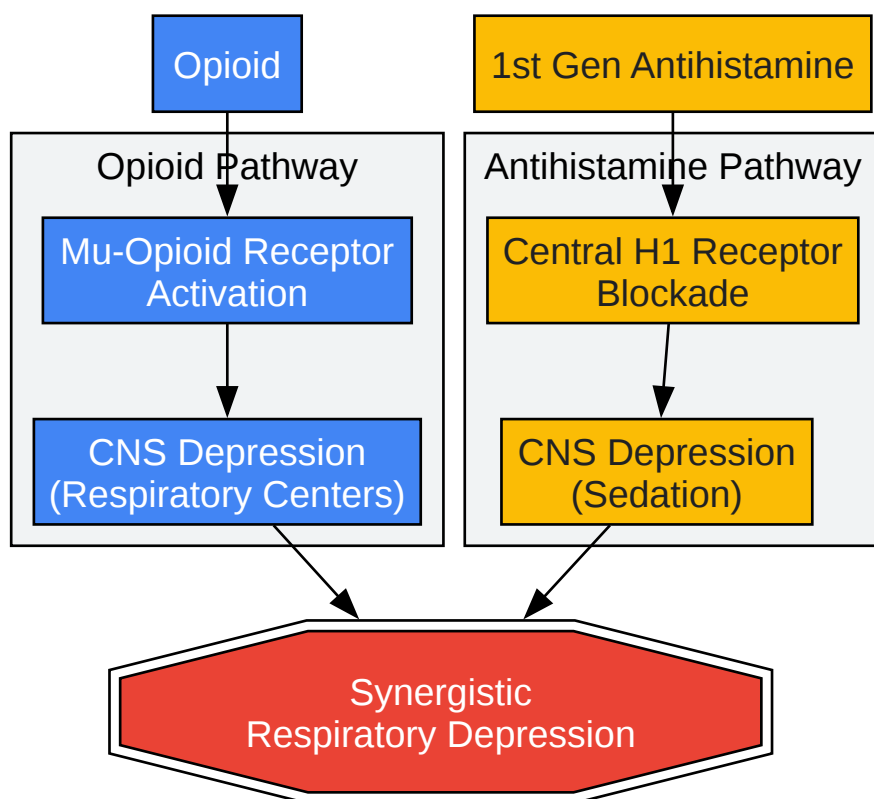 Opioid
1st Gen Antihistamine
Opioid Pathway
Antihistamine Pathway
Mu-Opioid Receptor
Activation
Central H1 Receptor
Blockade
CNS Depression
(Respiratory Centers)
CNS Depression
(Sedation)
Synergistic
Respiratory Depression